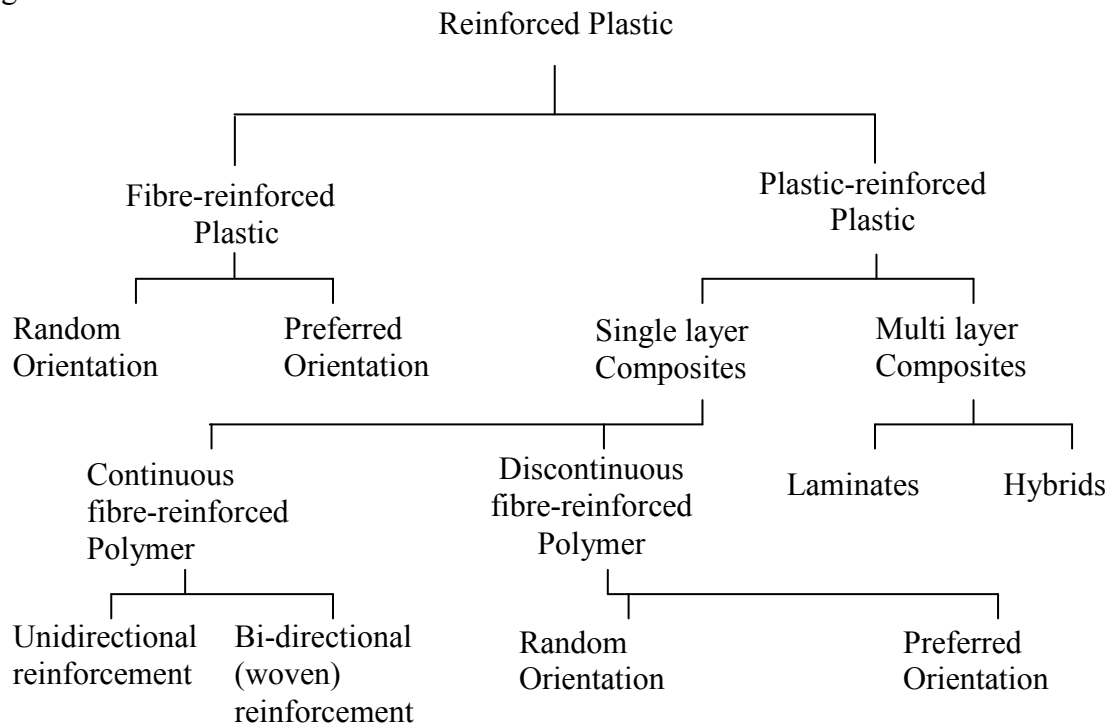 g
Reinforced Plastic
Fibre-reinforced
Plastic
Plastic-reinforced
Plastic
Random
Orientation
Preferred
Orientation
Single layer
Composites
Multi layer
Composites
Continuous
fibre-reinforced
Polymer
Discontinuous
fibre-reinforced
Polymer
Laminates
Hybrids
Unidirectional
reinforcement
Bi-directional
(woven)
reinforcement
Random
Orientation
Preferred
Orientation